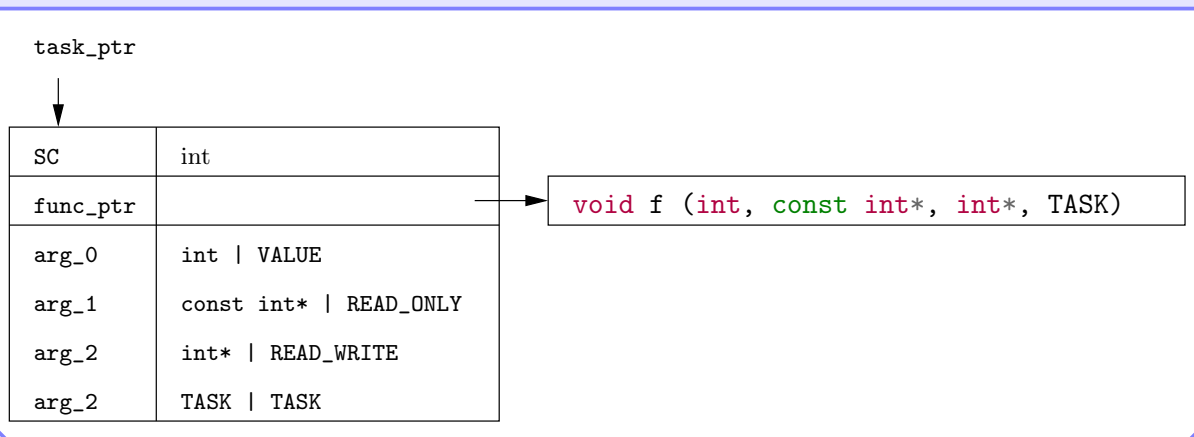 task_ptr
SC int
func_ptr
void f (int, const int*, int*, TASK)
arg_0 int | VALUE
arg_1 const int* | READ_ONLY
arg_2 int* | READ_WRITE
arg_2 TASK | TASK